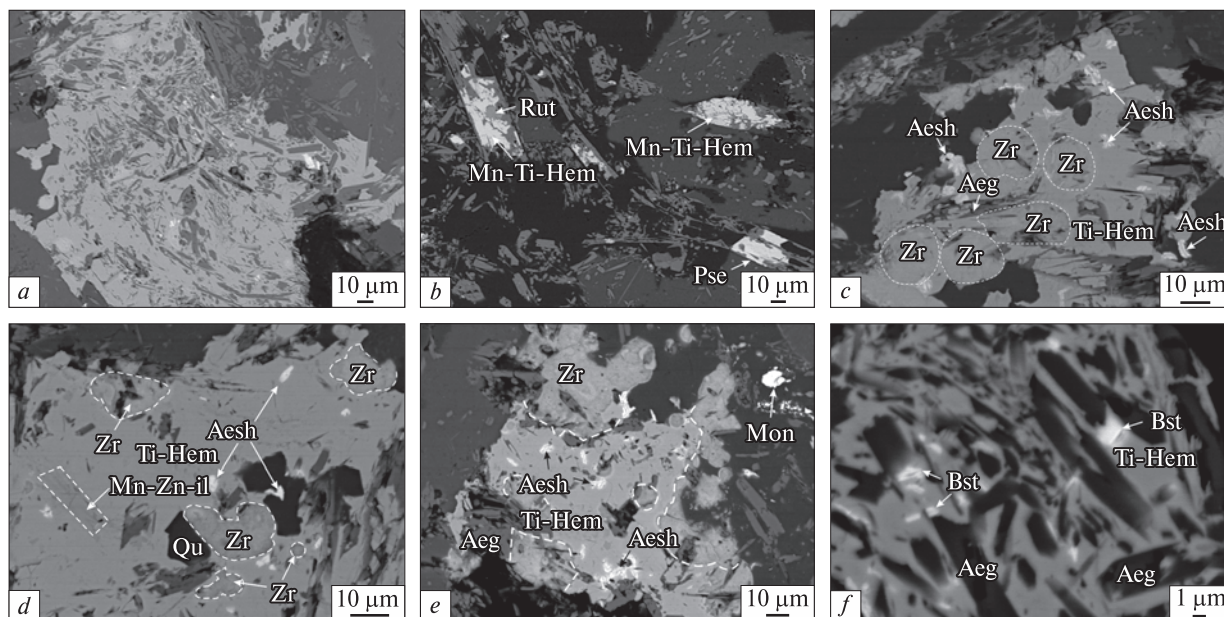 a
10 μm
Rut
Mn-Ti-Hem
Mn-Ti-Hem
Pse
b
10 μm
Aesh
Aesh
Zr
Zr
Aeg
Zr
Ti-Hem
Aesh
Zr
Zr
c
10 μm
Zr
Zr
Aesh
Ti-Hem
Mn-Zn-il
Qu
Zr
Zr
d
10 μm
Zr
Mon
Aesh
Ti-Hem
Aeg
Aesh
e
10 μm
Bst
Ti-Hem
Bst
Aeg
Aeg
f
1 μm